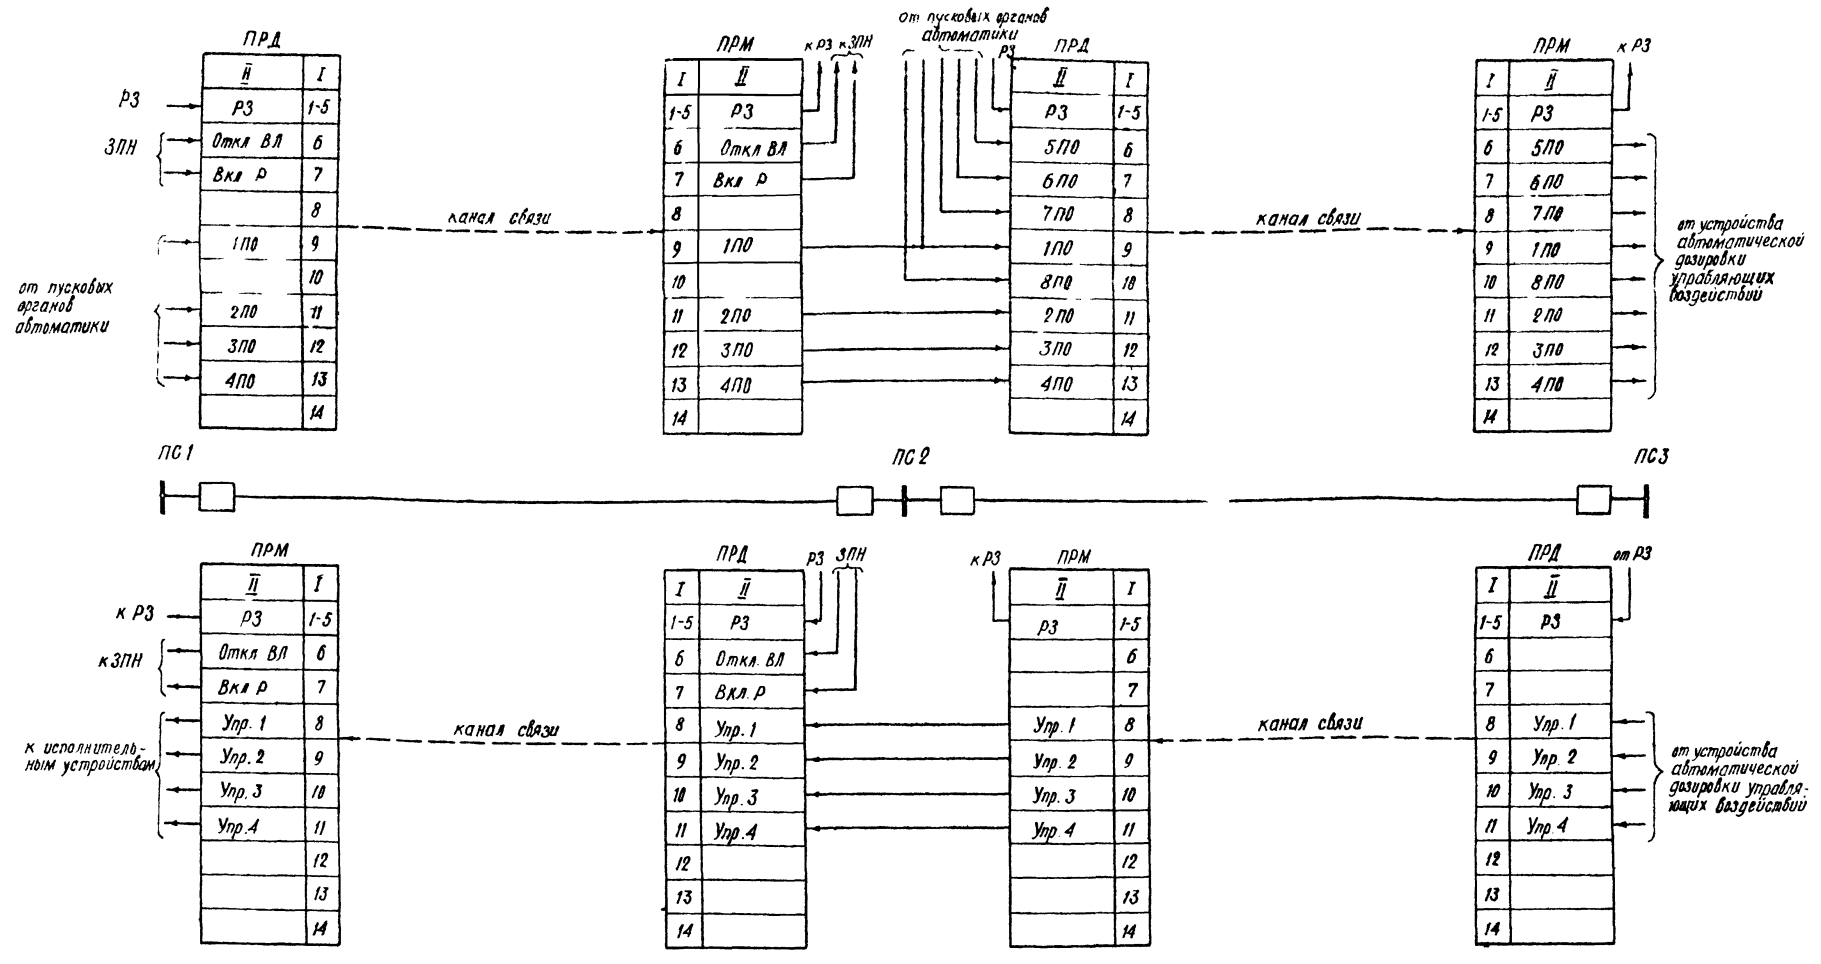 от пусковых органов
автоматики
ПРД
II I
РЗ 1-5
Откл ВЛ 6
Вкл Р 7
8
1ПО 9
10
2ПО 11
3ПО 12
4ПО 13
14
РЗ
ЗПН
от пусковых
органов
автоматики
канал связи
ПРМ
к РЗ
к ЗПН
I II
1-5 РЗ
6 Откл ВЛ
7 Вкл Р
8
9 1ПО
10
11 2ПО
12 3ПО
13 4ПО
14
РЗ
ПРД
II I
РЗ 1-5
5ПО 6
6ПО 7
7ПО 8
1ПО 9
8ПО 10
2ПО 11
3ПО 12
4ПО 13
14
канал связи
ПРМ
к РЗ
I II
1-5 РЗ
6 5ПО
7 6ПО
8 7ПО
9 1ПО
10 8ПО
11 2ПО
12 3ПО
13 4ПО
14
от устройства
автоматической
дозировки
управляющих
воздействий
ПС1
ПС2
ПС3
ПРМ
II I
РЗ 1-5
Откл ВЛ 6
Вкл Р 7
Упр. 1 8
Упр. 2 9
Упр. 3 10
Упр. 4 11
12
13
14
к РЗ
к ЗПН
к исполнитель-
ным устройствам
канал связи
ПРД
РЗ
ЗПН
I II
1-5 РЗ
6 Откл. ВЛ
7 Вкл. Р
8 Упр. 1
9 Упр. 2
10 Упр. 3
11 Упр. 4
12
13
14
к РЗ
ПРМ
II I
РЗ 1-5
6
7
Упр. 1 8
Упр. 2 9
Упр. 3 10
Упр. 4 11
12
13
14
канал связи
ПРД
от РЗ
I II
1-5 РЗ
6
7
8 Упр. 1
9 Упр. 2
10 Упр. 3
11 Упр. 4
12
13
14
от устройства
автоматической
дозировки управля-
ющих воздействий